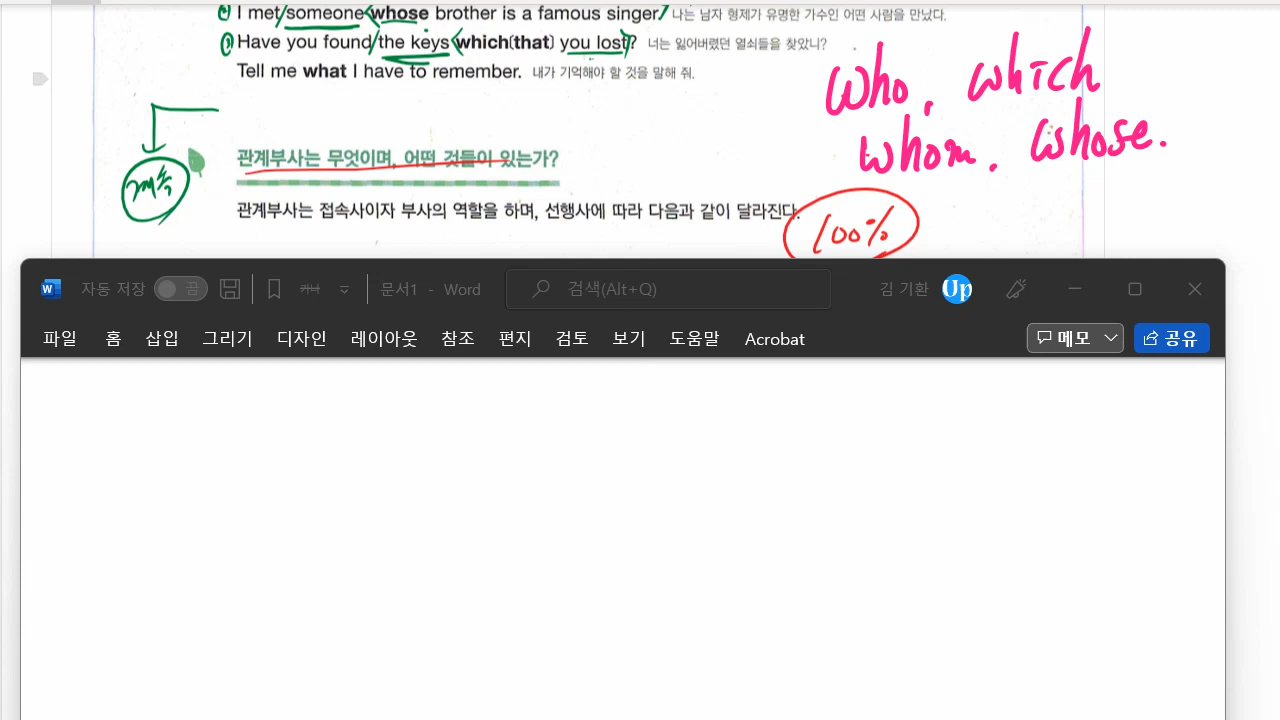 I met someone whose brother is a famous singer. 나는 남자 형제가 유명한 가수인 어떤 사람을 만났다.
Have you found the keys which(that) you lost? 너는 잃어버렸던 열쇠들을 찾았니?
Tell me what I have to remember. 내가 기억해야 할 것을 말해 줘.
who, which
whom. whose.
계속
관계부사는 무엇이며, 어떤 것들이 있는가?
관계부사는 접속사이자 부사의 역할을 하며, 선행사에 따라 다음과 같이 달라진다.
100%
자동 저장 끔 문서1 - Word 검색(Alt+Q) 김 기환 Up
파일 홈 삽입 그리기 디자인 레이아웃 참조 편지 검토 보기 도움말 Acrobat 메모 공유